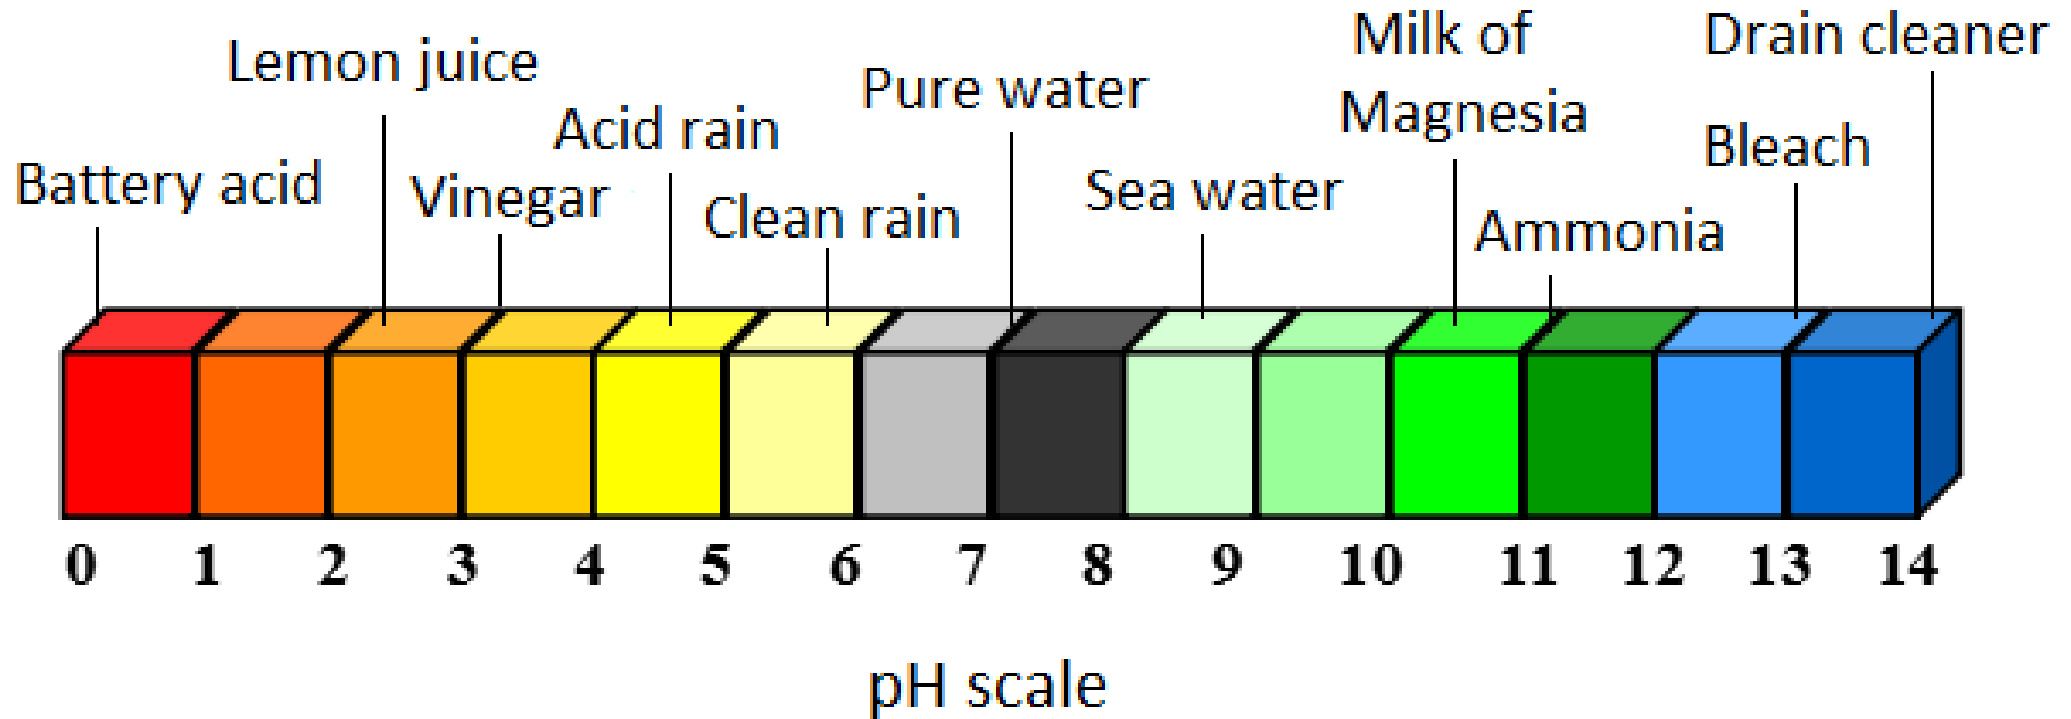 Battery acid
Lemon juice
Vinegar
Acid rain
Clean rain
Pure water
Sea water
Milk of
Magnesia
Ammonia
Bleach
Drain cleaner
0 1 2 3 4 5 6 7 8 9 10 11 12 13 14
pH scale